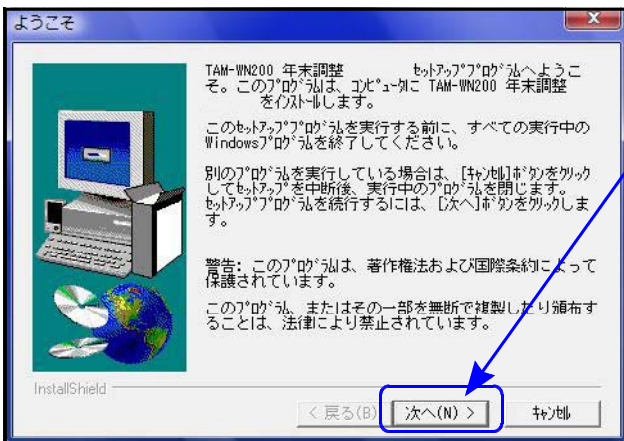 ようこそ
TAM-WN200 年末調整 ｾｯﾄｱｯﾌﾟﾌﾟﾛｸﾞﾗﾑへようこ
そ。このﾌﾟﾛｸﾞﾗﾑは、ｺﾝﾋﾟｭｰﾀに TAM-WN200 年末調整
をｲﾝｽﾄｰﾙします。
このｾｯﾄｱｯﾌﾟﾌﾟﾛｸﾞﾗﾑを実行する前に、すべての実行中の
Windowsﾌﾟﾛｸﾞﾗﾑを終了してください。
別のﾌﾟﾛｸﾞﾗﾑを実行している場合は、[ｷｬﾝｾﾙ]ﾎﾞﾀﾝをｸﾘｯｸ
してｾｯﾄｱｯﾌﾟを中断後、実行中のﾌﾟﾛｸﾞﾗﾑを閉じます。
ｾｯﾄｱｯﾌﾟﾌﾟﾛｸﾞﾗﾑを続行するには、[次へ]ﾎﾞﾀﾝをｸﾘｯｸしま
す。
警告: このﾌﾟﾛｸﾞﾗﾑは、著作権法および国際条約によって
保護されています。
このﾌﾟﾛｸﾞﾗﾑ、またはその一部を無断で複製したり頒布す
ることは、法律により禁止されています。
InstallShield
< 戻る(B) 次へ(N) > ｷｬﾝｾﾙ